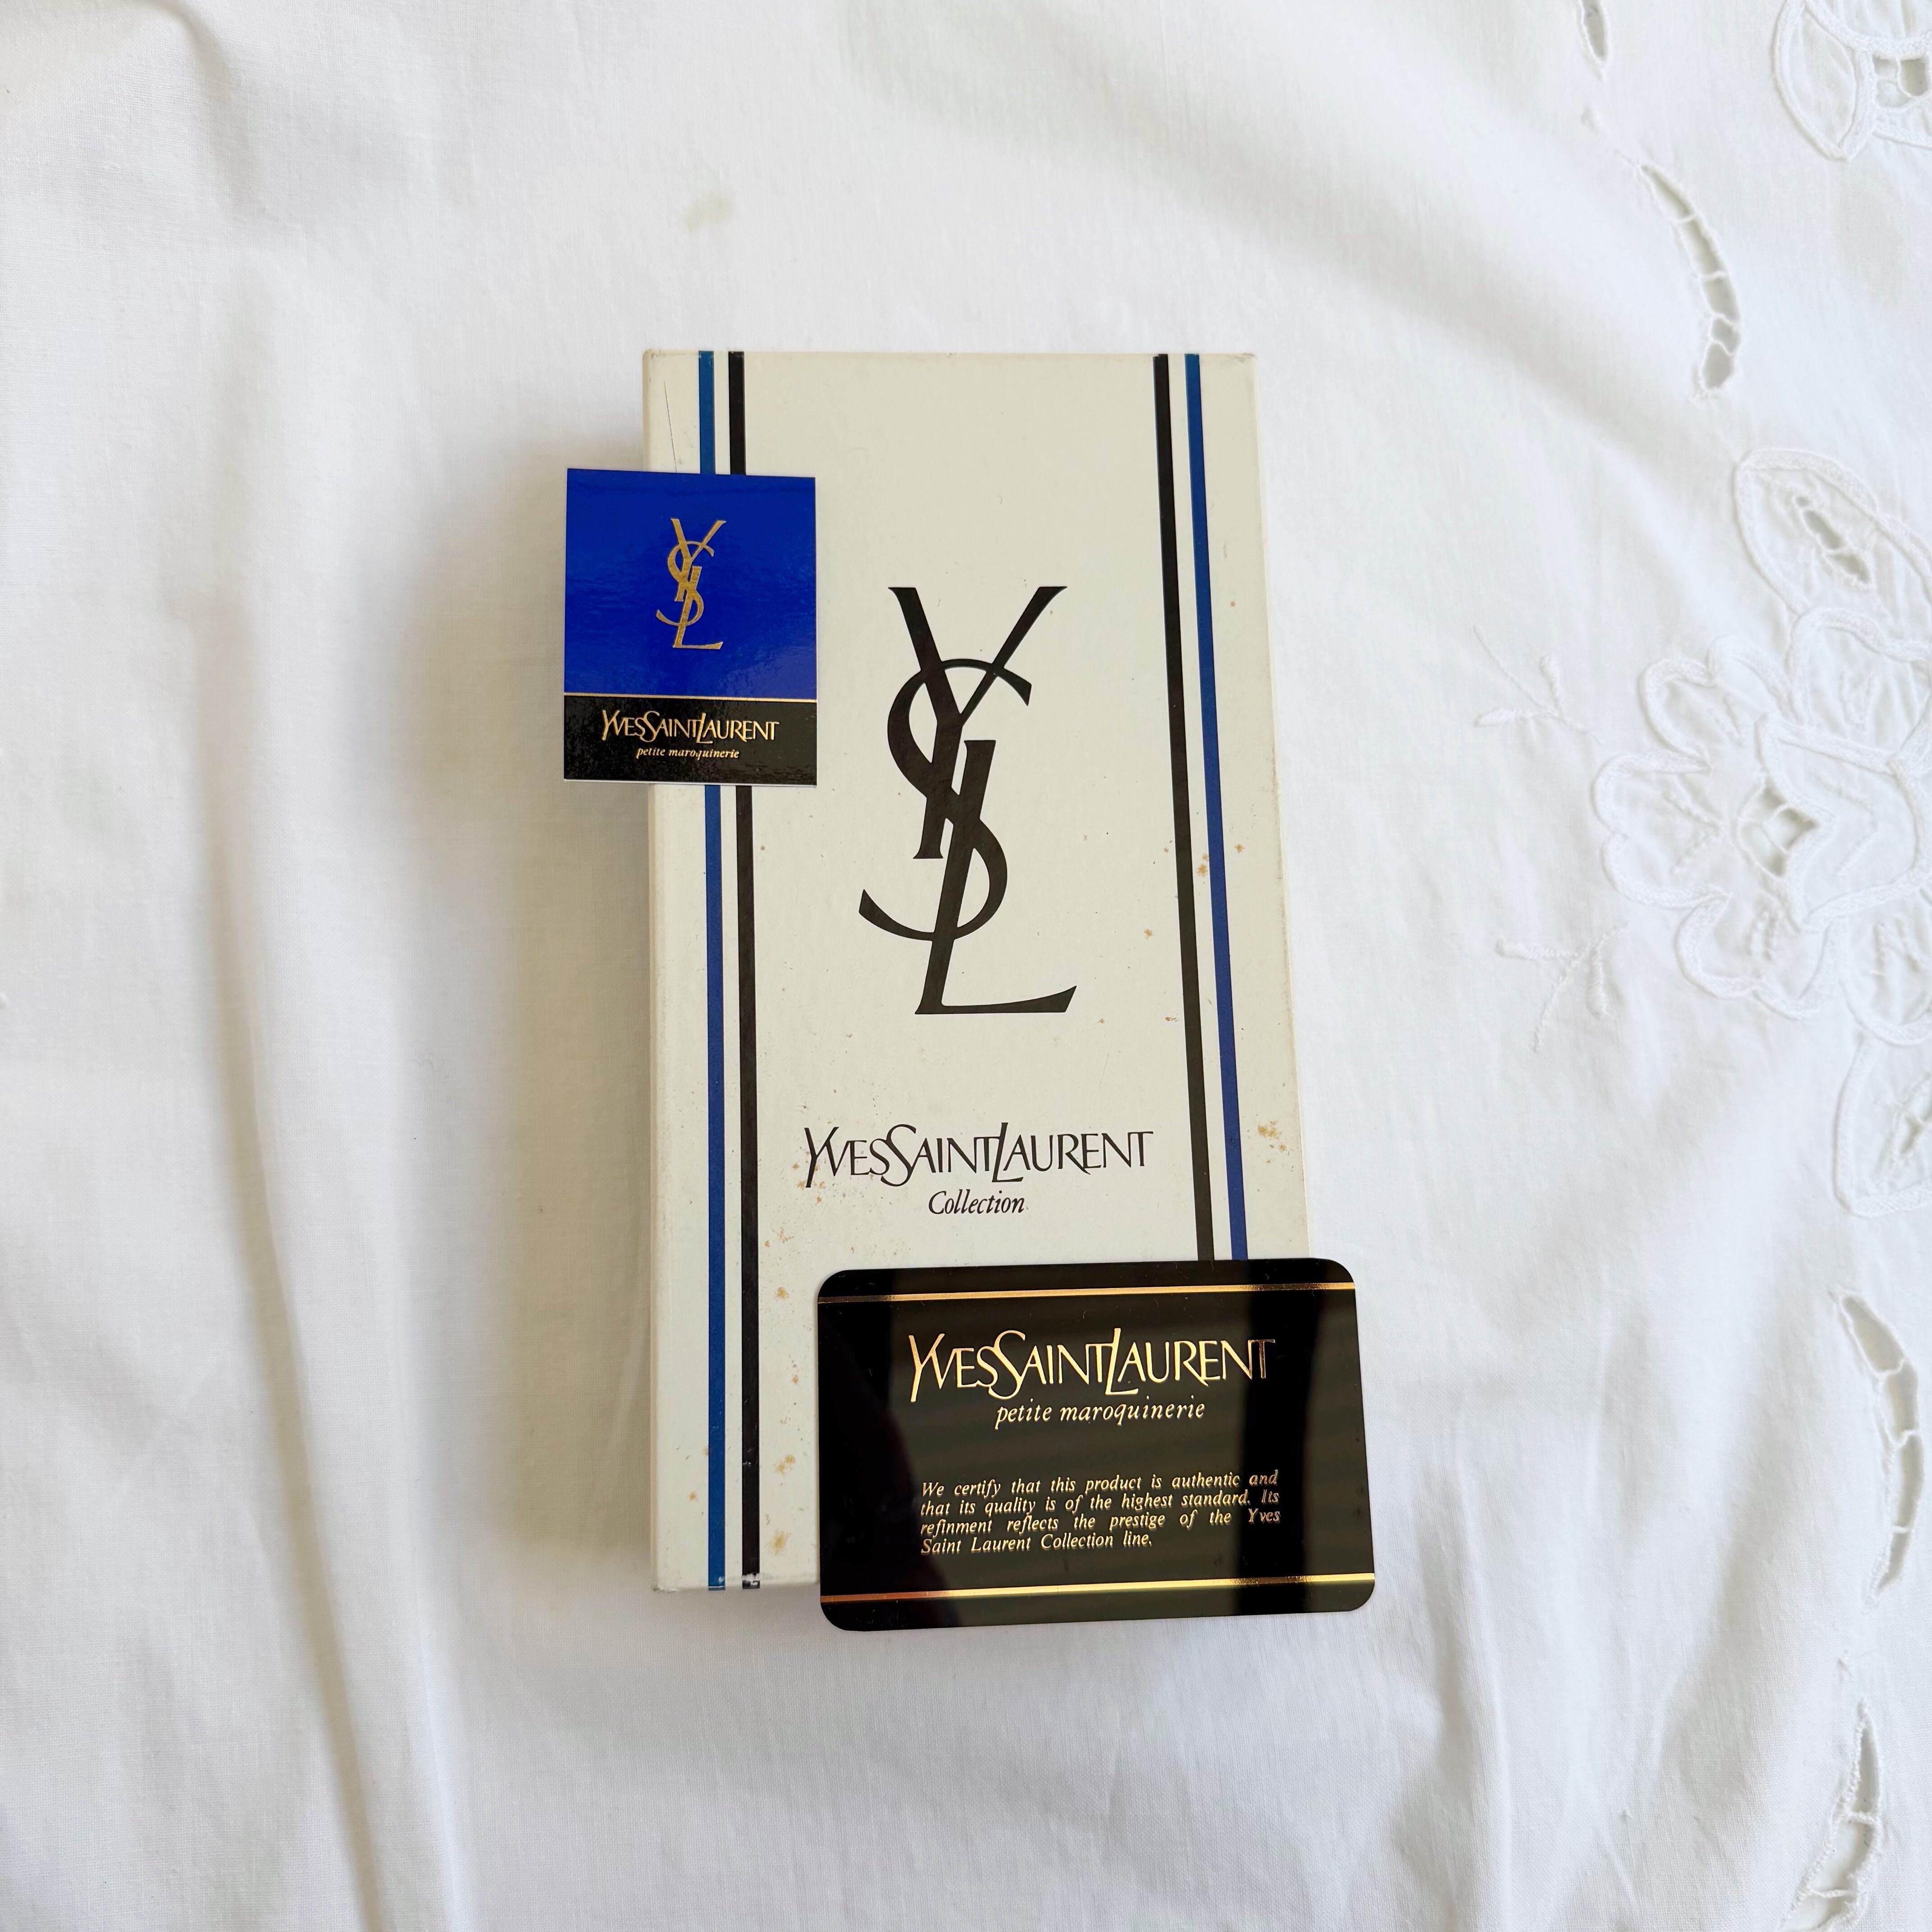 YSL
YVESSAINTLAURENT
petite maroquinerie
YSL
YVESSAINTLAURENT
Collection
YVESSAINTLAURENT
petite maroquinerie
We certify that this product is authentic and
that its quality is of the highest standard. Its
refinment reflects the prestige of the Yves
Saint Laurent Collection line.